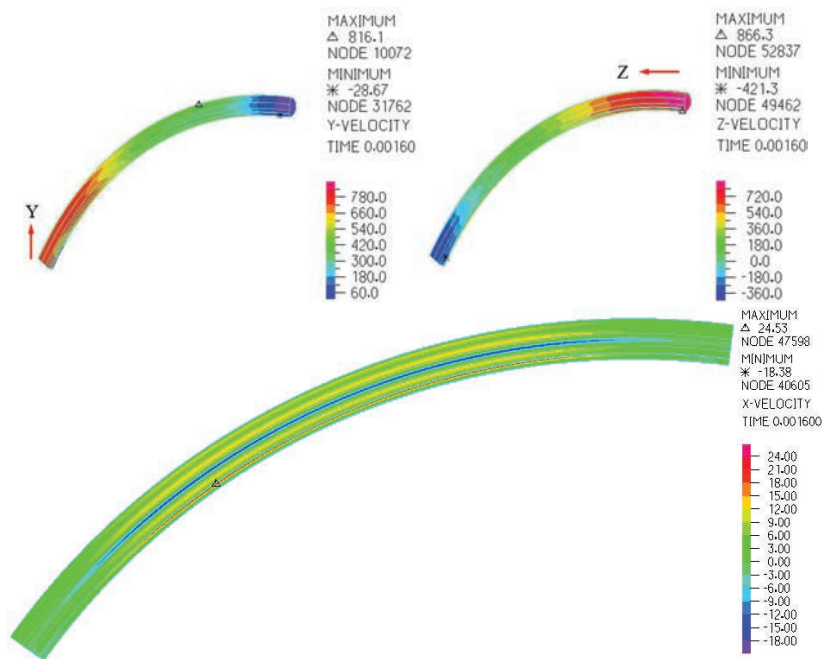 MAXIMUM
△ 816.1
NODE 10072
MINIMUM
✳ -28.67
NODE 31762
Y-VELOCITY
TIME 0.00160
780.0
660.0
540.0
420.0
300.0
180.0
60.0
Y
MAXIMUM
△ 866.3
NODE 52837
MINIMUM
✳ -421.3
NODE 49462
Z-VELOCITY
TIME 0.00160
720.0
540.0
360.0
180.0
0.0
-180.0
-360.0
Z
MAXIMUM
△ 24.53
NODE 47598
MINIMUM
✳ -18.38
NODE 40605
X-VELOCITY
TIME 0.001600
24.00
21.00
18.00
15.00
12.00
9.00
6.00
3.00
0.00
-3.00
-6.00
-9.00
-12.00
-15.00
-18.00